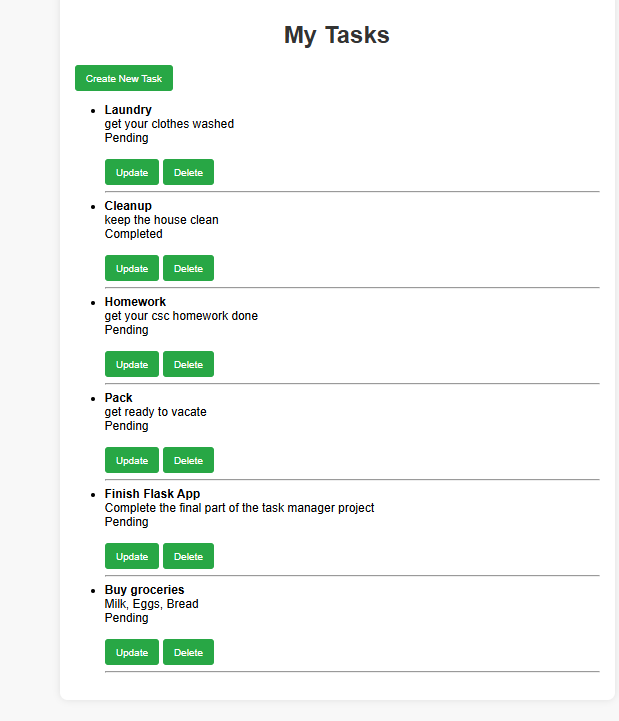 My Tasks
Create New Task
Laundry
get your clothes washed
Pending
Update Delete
Cleanup
keep the house clean
Completed
Update Delete
Homework
get your csc homework done
Pending
Update Delete
Pack
get ready to vacate
Pending
Update Delete
Finish Flask App
Complete the final part of the task manager project
Pending
Update Delete
Buy groceries
Milk, Eggs, Bread
Pending
Update Delete